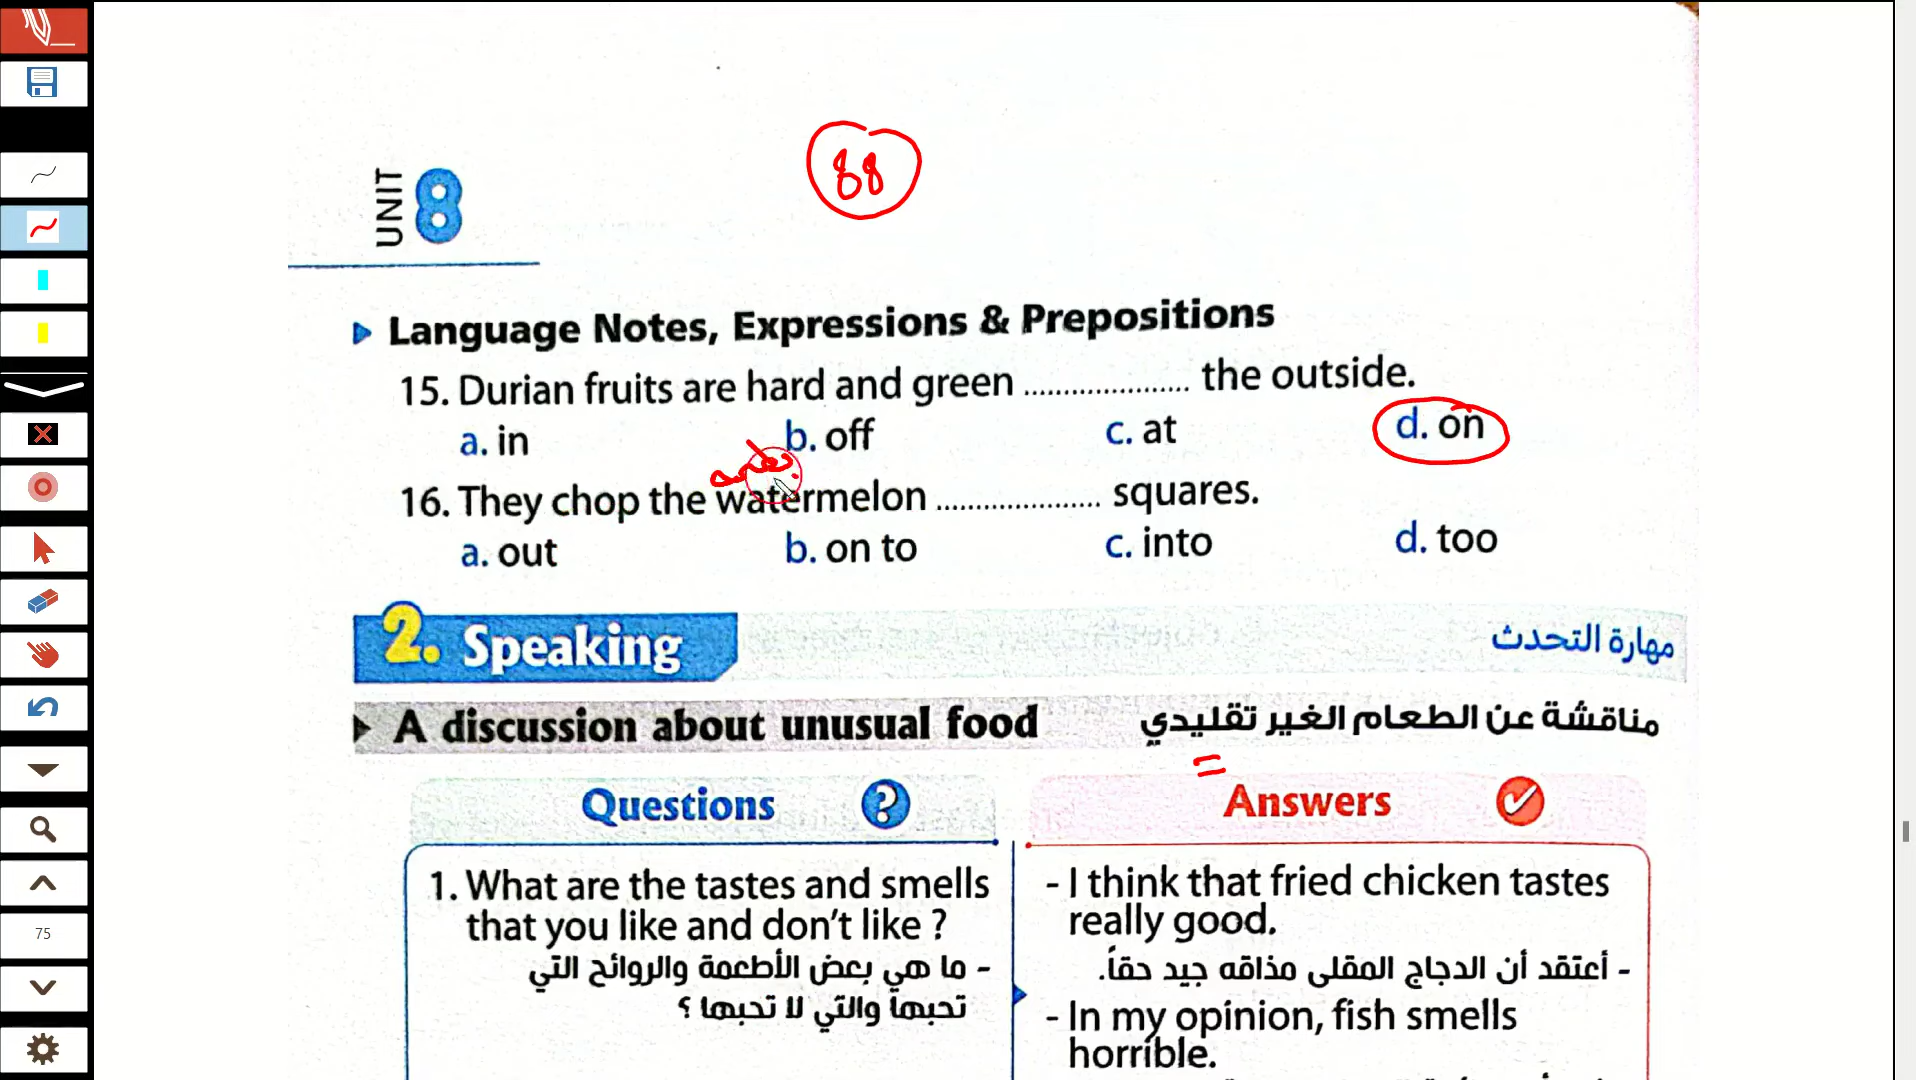 88
UNIT 8
Language Notes, Expressions & Prepositions
15. Durian fruits are hard and green .................... the outside.
a. in b. off c. at d. on
16. They chop the watermelon .................... squares.
a. out b. on to c. into d. too
2. Speaking مهارة التحدث
A discussion about unusual food مناقشة عن الطعام الغير تقليدي
Questions ? Answers
1. What are the tastes and smells
that you like and don't like ?
- ما هي بعض الأطعمة والروائح التي
تحبها والتي لا تحبها ؟
- I think that fried chicken tastes
really good.
- أعتقد أن الدجاج المقلى مذاقه جيد حقاً.
- In my opinion, fish smells
horrible.
75